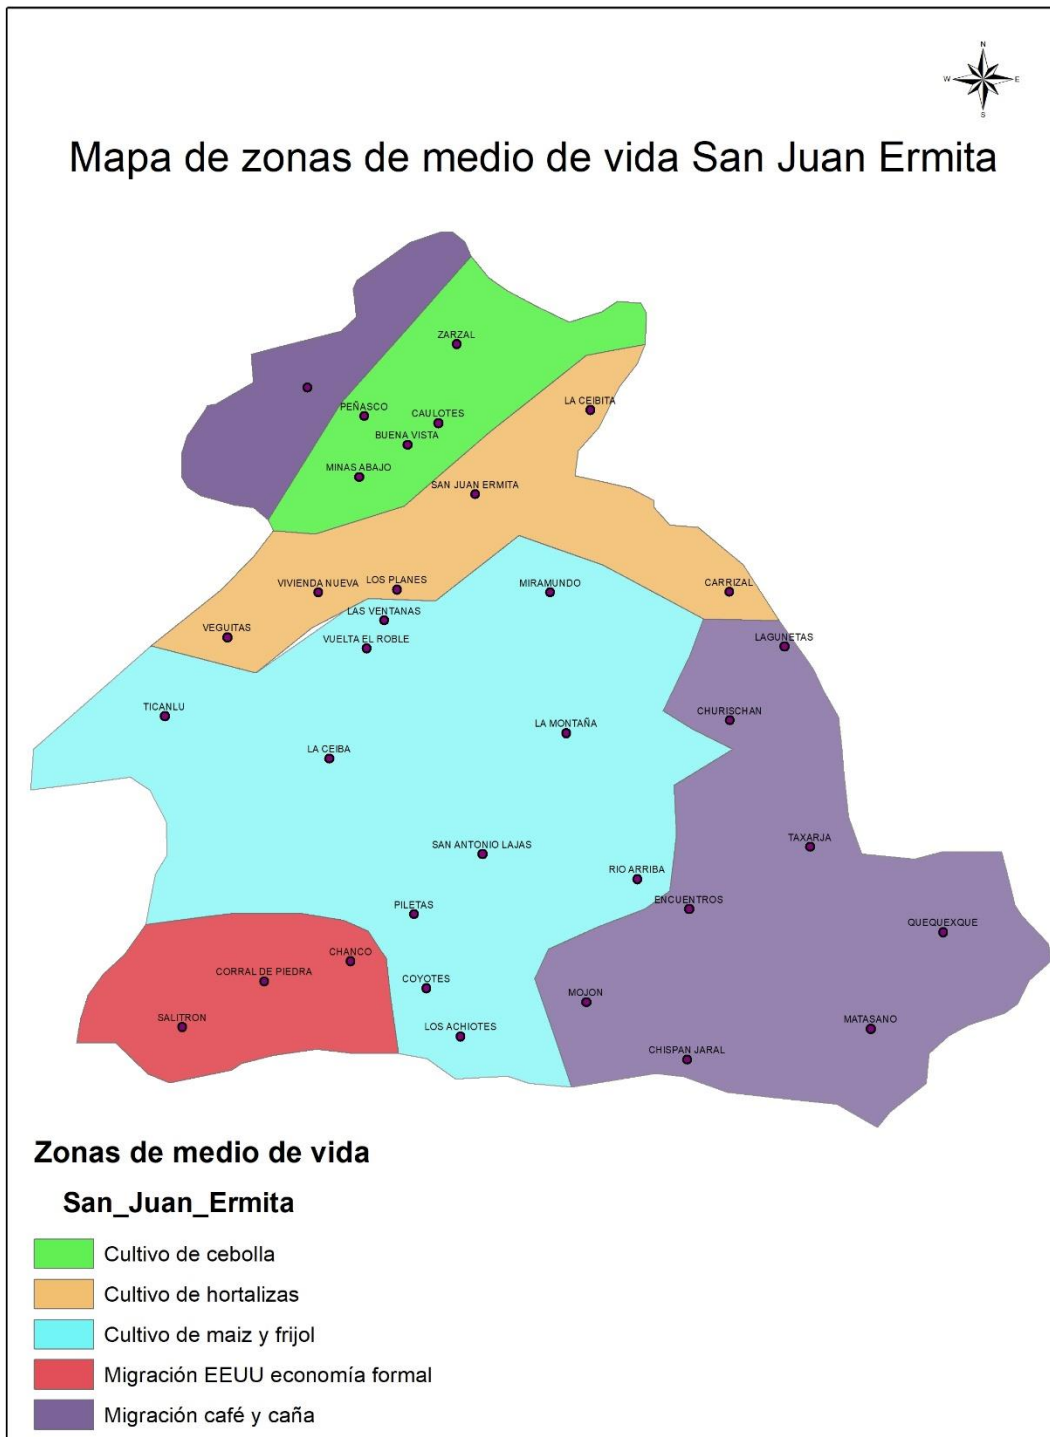 N
W E
S
Mapa de zonas de medio de vida San Juan Ermita
ZARZAL
LA CEIBITA
PEÑASCO
CAULOTES
BUENA VISTA
MINAS ABAJO
SAN JUAN ERMITA
VIVIENDA NUEVA
LOS PLANES
MIRAMUNDO
CARRIZAL
LAS VENTANAS
VEGUITAS
VUELTA EL ROBLE
LAGUNETAS
TICANLU
CHURISCHAN
LA MONTAÑA
LA CEIBA
TAXARJA
SAN ANTONIO LAJAS
RIO ARRIBA
PILETAS
ENCUENTROS
QUEQUEXQUE
CHANCO
CORRAL DE PIEDRA
COYOTES
MOJON
SALITRON
MATASANO
LOS ACHIOTES
CHISPAN JARAL
Zonas de medio de vida
San_Juan_Ermita
Cultivo de cebolla
Cultivo de hortalizas
Cultivo de maiz y frijol
Migración EEUU economía formal
Migración café y caña